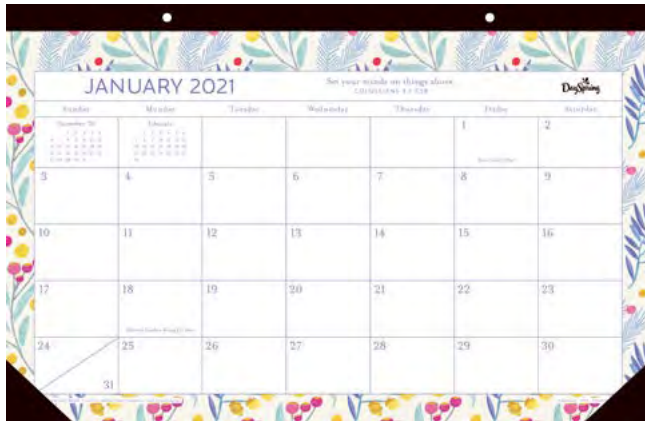 JANUARY 2021
Set your minds on things above
COLOSSIANS 3:2 CSB
DaySpring
Sunday Monday Tuesday Wednesday Thursday Friday Saturday
December '20 February
1 2
3 4 5 6 7 8 9
10 11 12 13 14 15 16
17 18 19 20 21 22 23
24 25 26 27 28 29 30
31